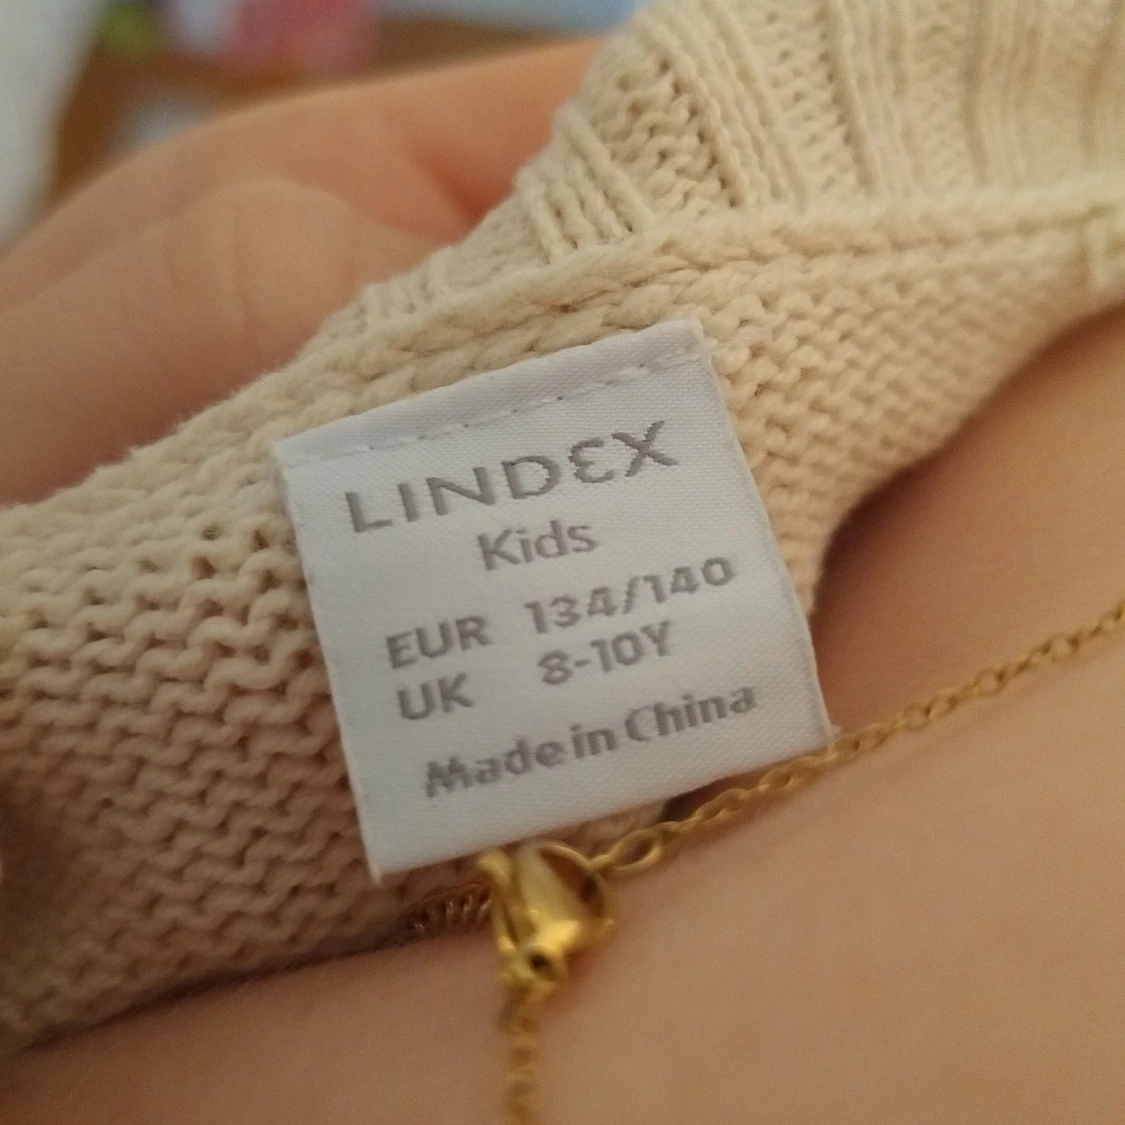 LINDEX
Kids
EUR 134/140
UK 8-10Y
Made in China